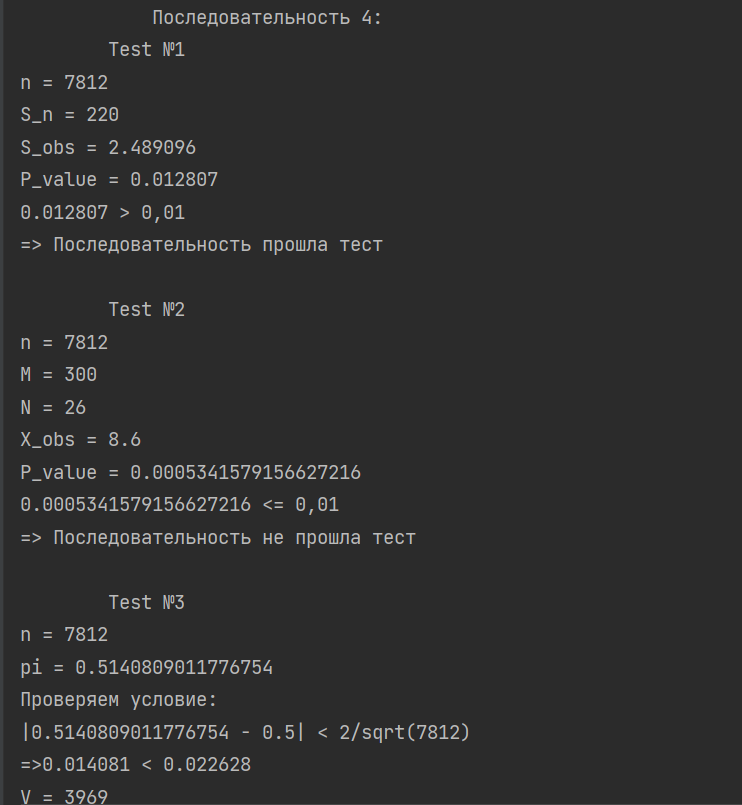 Последовательность 4:
Test №1
n = 7812
S_n = 220
S_obs = 2.489096
P_value = 0.012807
0.012807 > 0,01
=> Последовательность прошла тест
Test №2
n = 7812
M = 300
N = 26
X_obs = 8.6
P_value = 0.0005341579156627216
0.0005341579156627216 <= 0,01
=> Последовательность не прошла тест
Test №3
n = 7812
pi = 0.5140809011776754
Проверяем условие:
|0.5140809011776754 - 0.5| < 2/sqrt(7812)
=>0.014081 < 0.022628
V = 3969